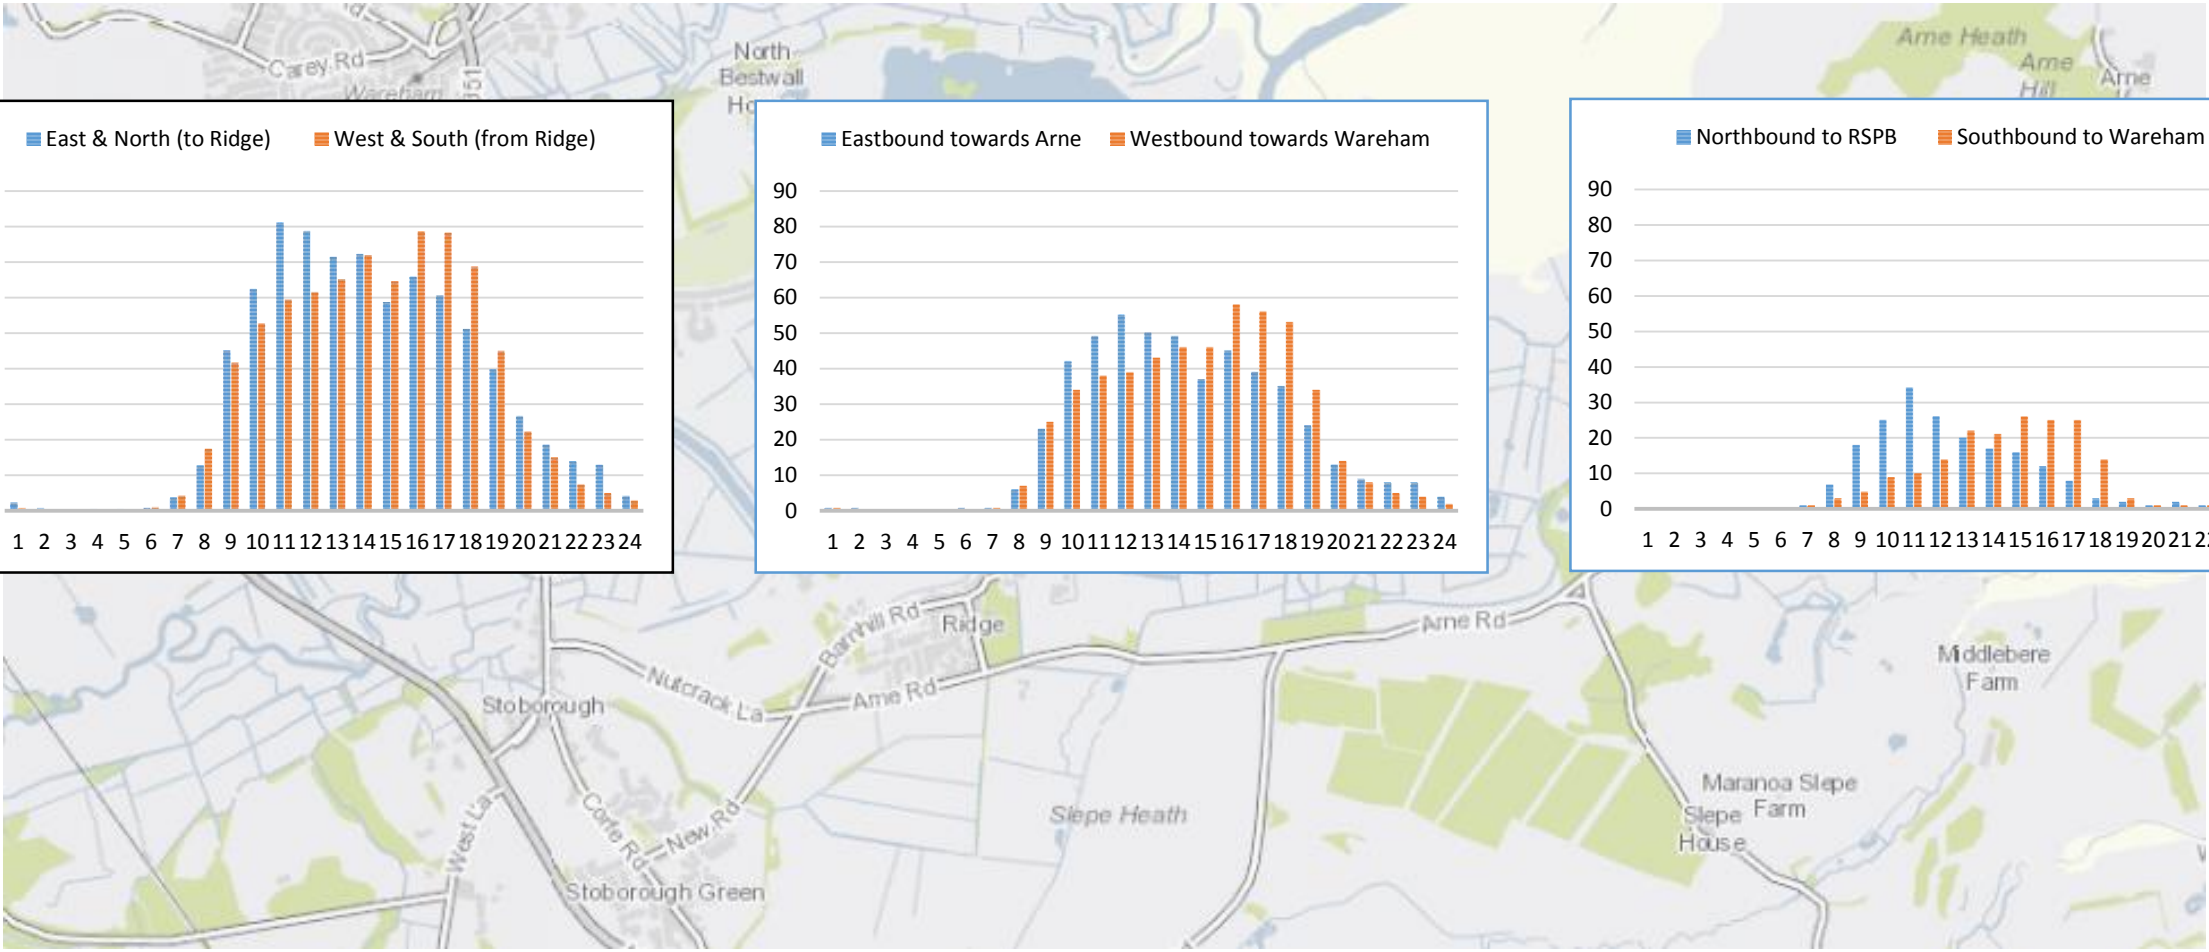 Carey Rd
Wareham
351
North
Bestwall
Ho
Arne Heath
Arne
Hill
Arne
East & North (to Ridge) West & South (from Ridge)
1 2 3 4 5 6 7 8 9 10 11 12 13 14 15 16 17 18 19 20 21 22 23 24
Eastbound towards Arne Westbound towards Wareham
90
80
70
60
50
40
30
20
10
0
1 2 3 4 5 6 7 8 9 10 11 12 13 14 15 16 17 18 19 20 21 22 23 24
Northbound to RSPB Southbound to Wareham
90
80
70
60
50
40
30
20
10
0
1 2 3 4 5 6 7 8 9 10 11 12 13 14 15 16 17 18 19 20 21
Barnhill Rd
Ridge
Arne Rd
Middlebere
Farm
Nutcrack La
Arne Rd
Stoborough
Maranoa Slepe
Farm
Slepe
House
Slepe Heath
West La
Corfe Rd
New Rd
Stoborough Green